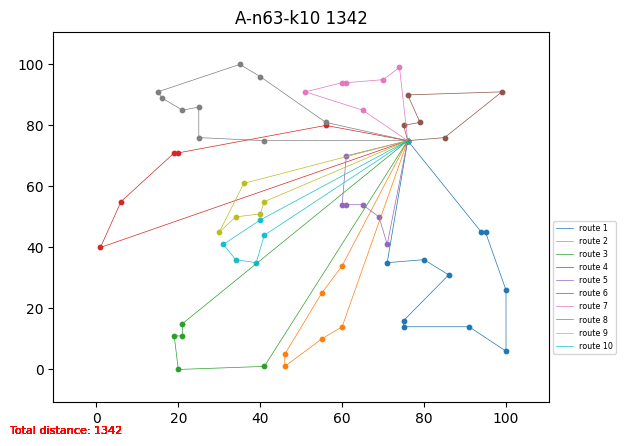 A-n63-k10 1342
100
80
60
40
20
0
0 20 40 60 80 100
route 1
route 2
route 3
route 4
route 5
route 6
route 7
route 8
route 9
route 10
Total distance: 1342